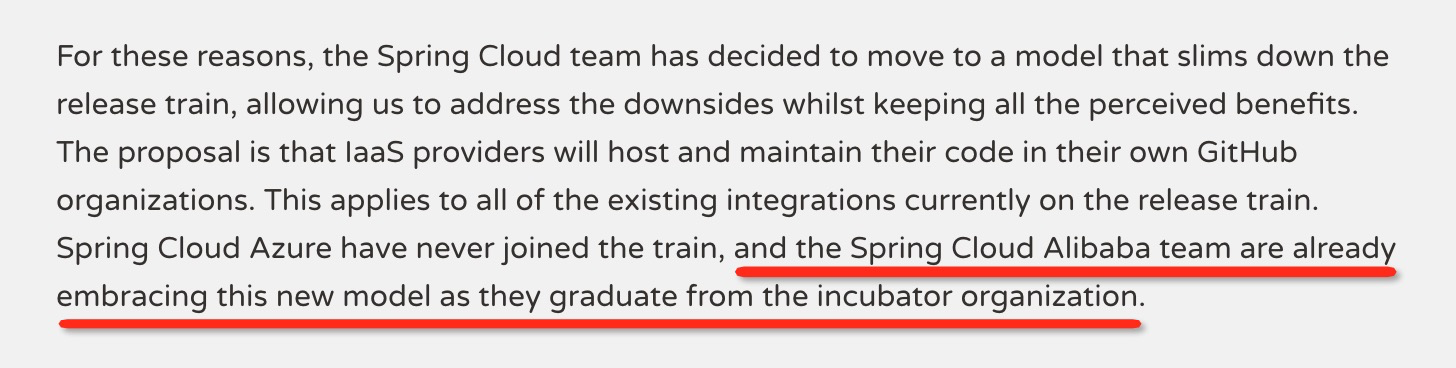 For these reasons, the Spring Cloud team has decided to move to a model that slims down the
release train, allowing us to address the downsides whilst keeping all the perceived benefits.
The proposal is that IaaS providers will host and maintain their code in their own GitHub
organizations. This applies to all of the existing integrations currently on the release train.
Spring Cloud Azure have never joined the train, and the Spring Cloud Alibaba team are already
embracing this new model as they graduate from the incubator organization.